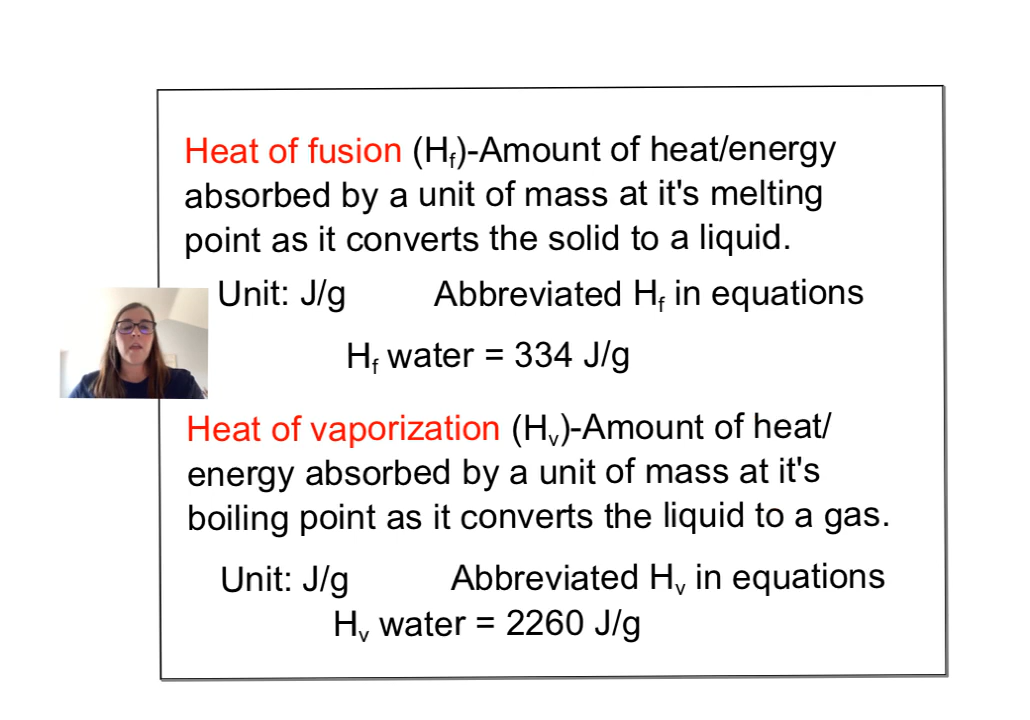 Heat of fusion (Hf)-Amount of heat/energy
absorbed by a unit of mass at it's melting
point as it converts the solid to a liquid.
Unit: J/g Abbreviated Hf in equations
Hf water = 334 J/g
Heat of vaporization (Hv)-Amount of heat/
energy absorbed by a unit of mass at it's
boiling point as it converts the liquid to a gas.
Unit: J/g Abbreviated Hv in equations
Hv water = 2260 J/g